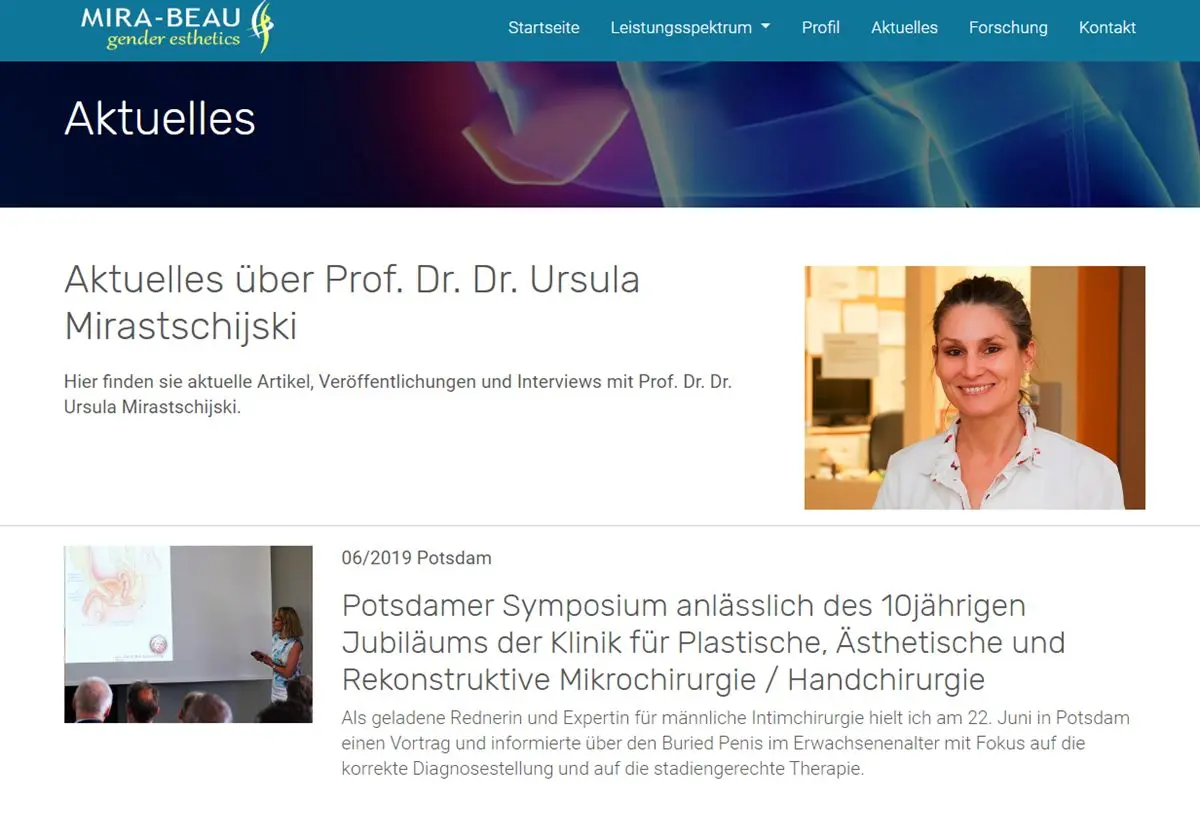 MIRA-BEAU
gender esthetics
Startseite Leistungsspektrum Profil Aktuelles Forschung Kontakt
Aktuelles
Aktuelles über Prof. Dr. Dr. Ursula
Mirastschijski
Hier finden sie aktuelle Artikel, Veröffentlichungen und Interviews mit Prof. Dr. Dr.
Ursula Mirastschijski.
06/2019 Potsdam
Potsdamer Symposium anlässlich des 10jährigen
Jubiläums der Klinik für Plastische, Ästhetische und
Rekonstruktive Mikrochirurgie / Handchirurgie
Als geladene Rednerin und Expertin für männliche Intimchirurgie hielt ich am 22. Juni in Potsdam
einen Vortrag und informierte über den Buried Penis im Erwachsenenalter mit Fokus auf die
korrekte Diagnosestellung und auf die stadiengerechte Therapie.